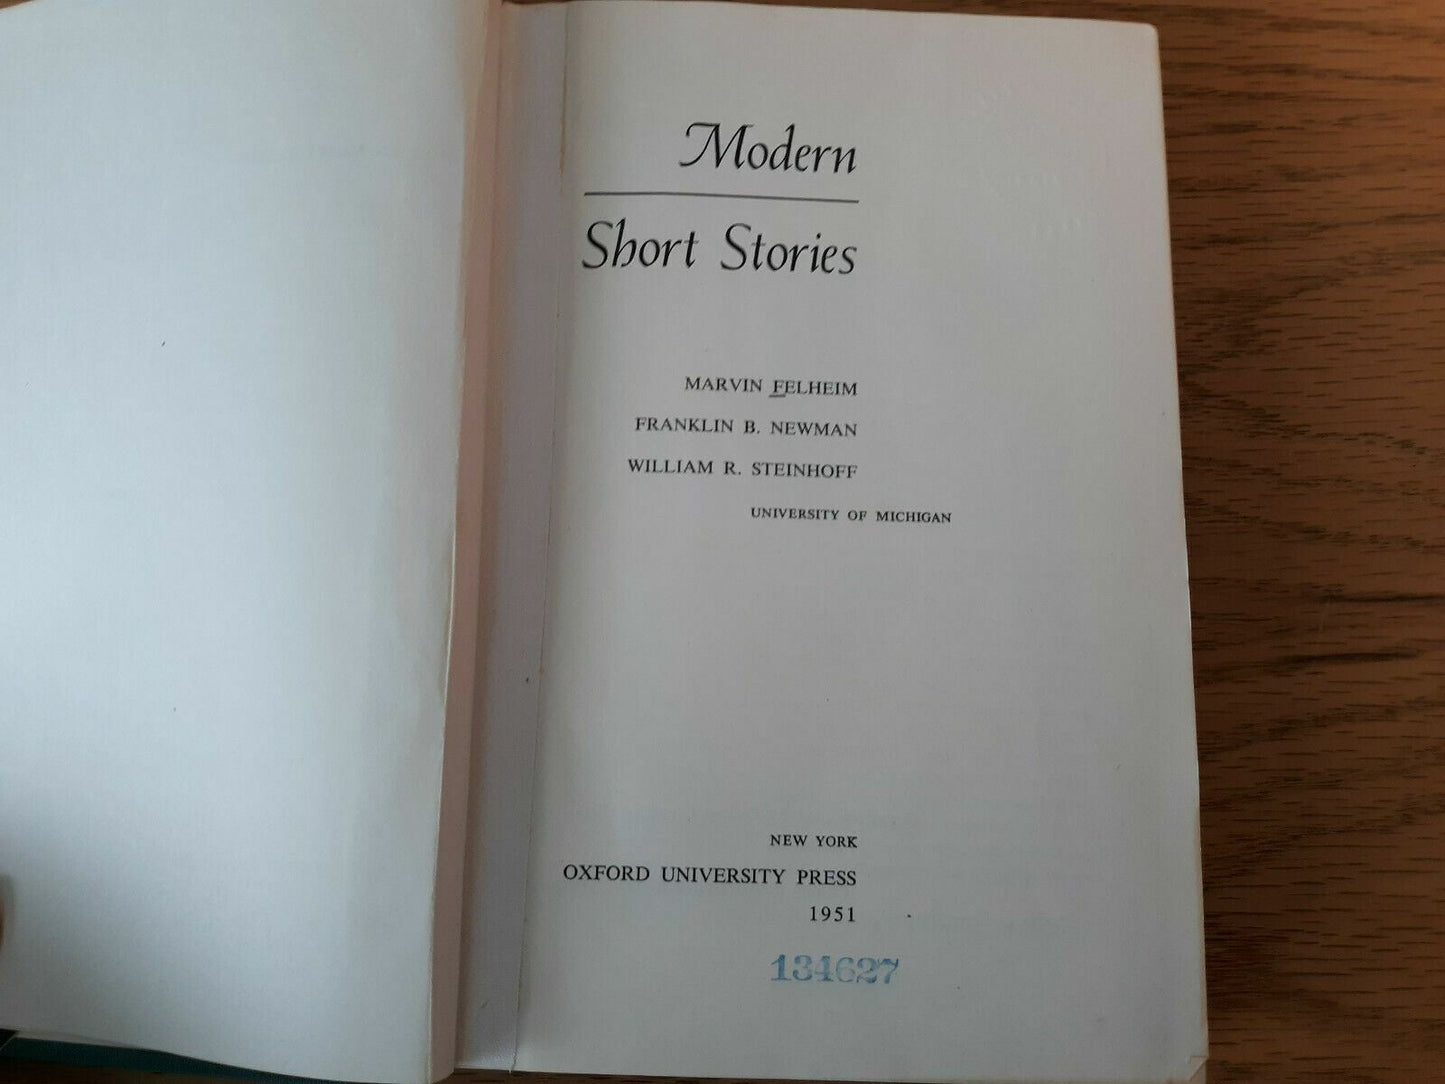 Modern
Short Stories
MARVIN FELHEIM
FRANKLIN B. NEWMAN
WILLIAM R. STEINHOFF
UNIVERSITY OF MICHIGAN
NEW YORK
OXFORD UNIVERSITY PRESS
1951
134627